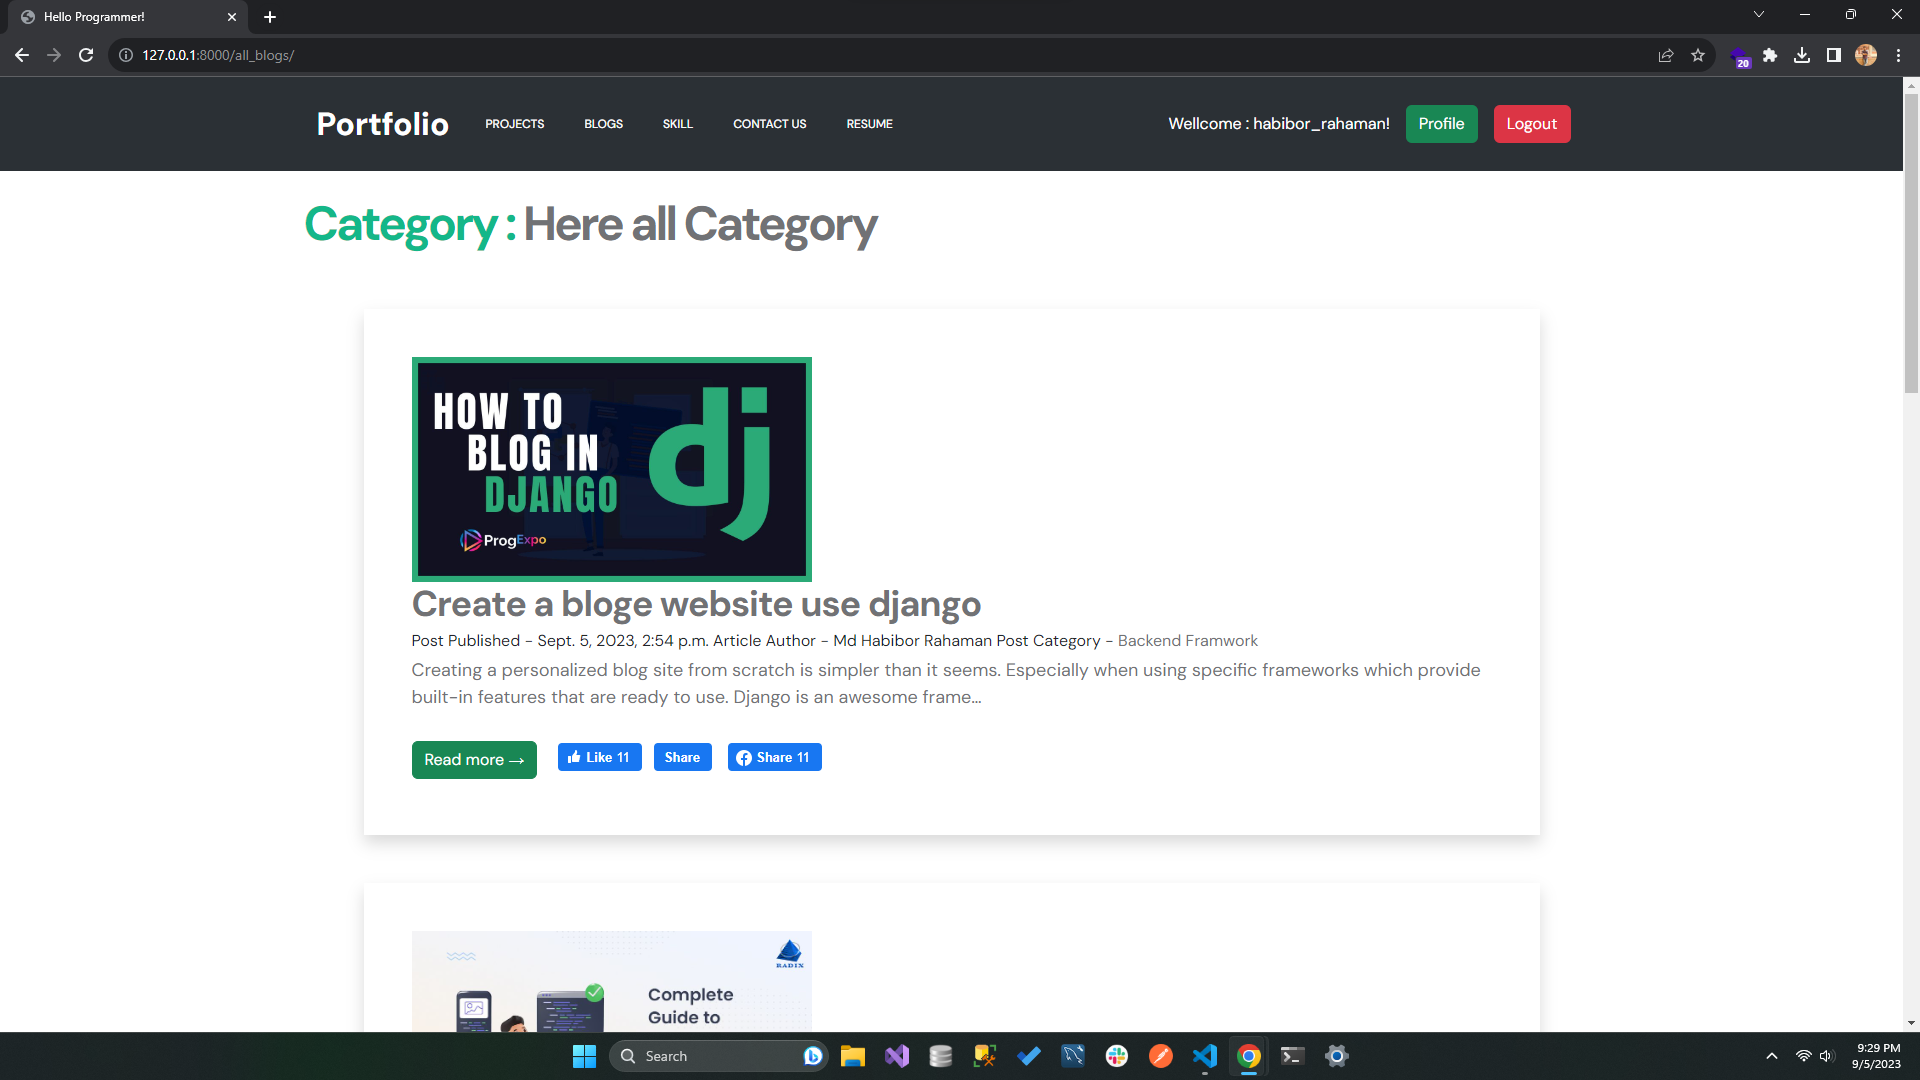 Hello Programmer!
127.0.0.1:8000/all_blogs/
20
Portfolio PROJECTS BLOGS SKILL CONTACT US RESUME Wellcome : habibor_rahaman! Profile Logout
Category : Here all Category
HOW TO
BLOG IN
DJANGO
dj
ProgExpo
Create a bloge website use django
Post Published - Sept. 5, 2023, 2:54 p.m. Article Author - Md Habibor Rahaman Post Category - Backend Framwork
Creating a personalized blog site from scratch is simpler than it seems. Especially when using specific frameworks which provide
built-in features that are ready to use. Django is an awesome frame...
Read more → Like 11 Share Share 11
RADIX
Complete
Guide to
Search
9:29 PM
9/5/2023